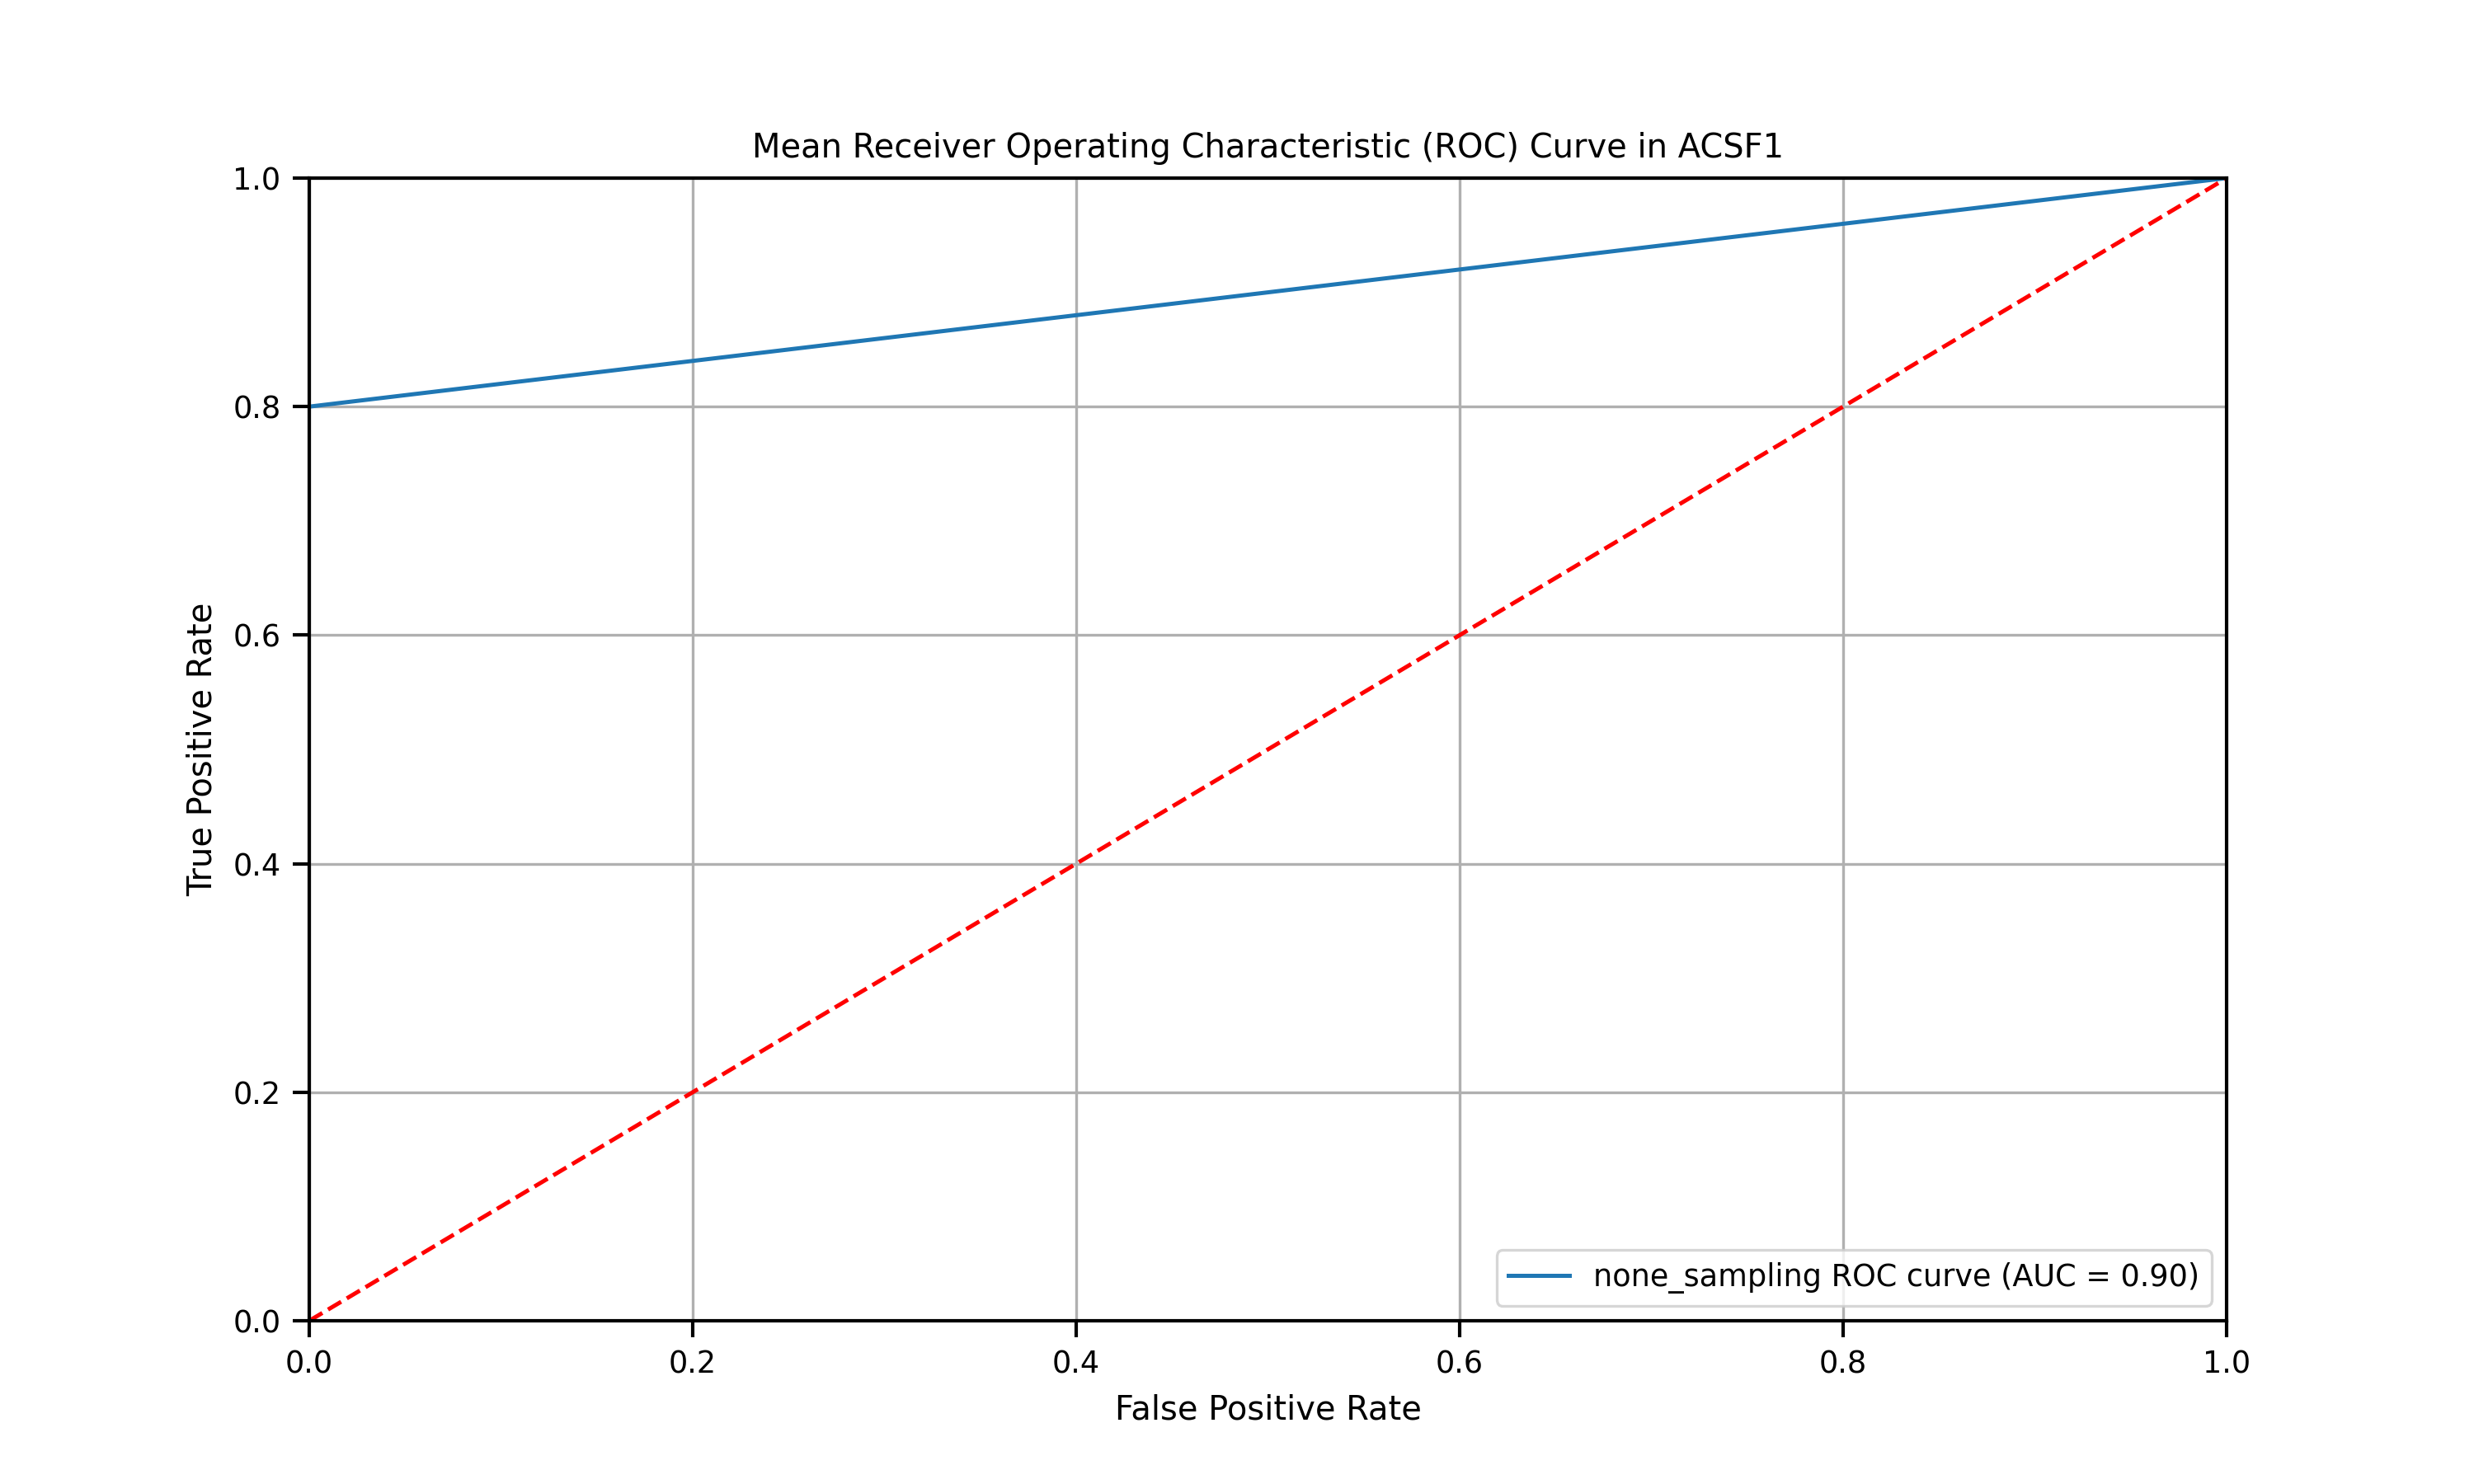 Mean Receiver Operating Characteristic (ROC) Curve in ACSF1
1.0
0.8
0.6
0.4
0.2
0.0
True Positive Rate
0.0 0.2 0.4 0.6 0.8 1.0
False Positive Rate
none_sampling ROC curve (AUC = 0.90)